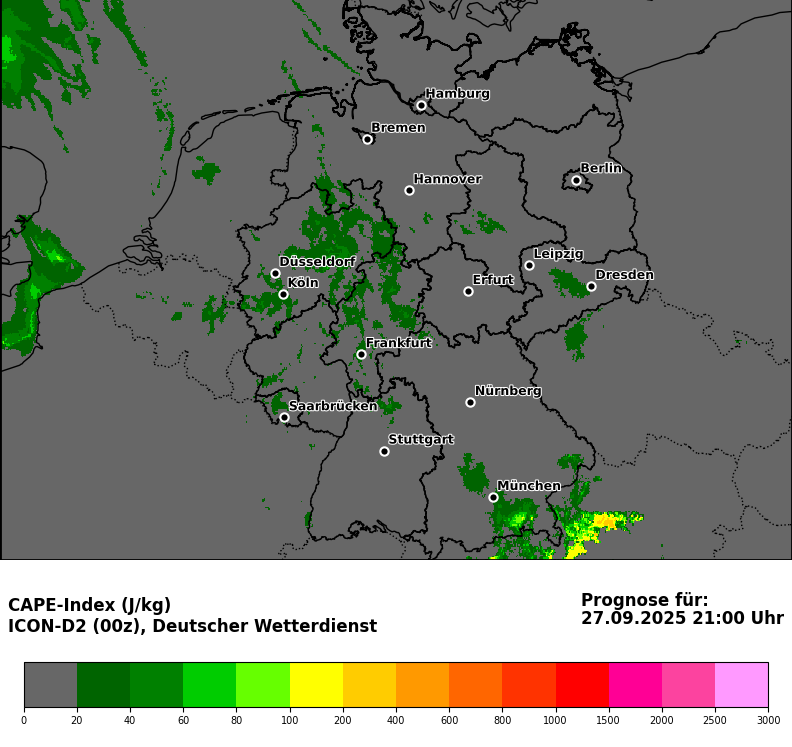 Hamburg
Bremen
Berlin
Hannover
Leipzig
Düsseldorf
Dresden
Köln
Erfurt
Frankfurt
Nürnberg
Saarbrücken
Stuttgart
München
CAPE-Index (J/kg)
ICON-D2 (00z), Deutscher Wetterdienst
Prognose für:
27.09.2025 21:00 Uhr
0 20 40 60 80 100 200 400 600 800 1000 1500 2000 2500 3000